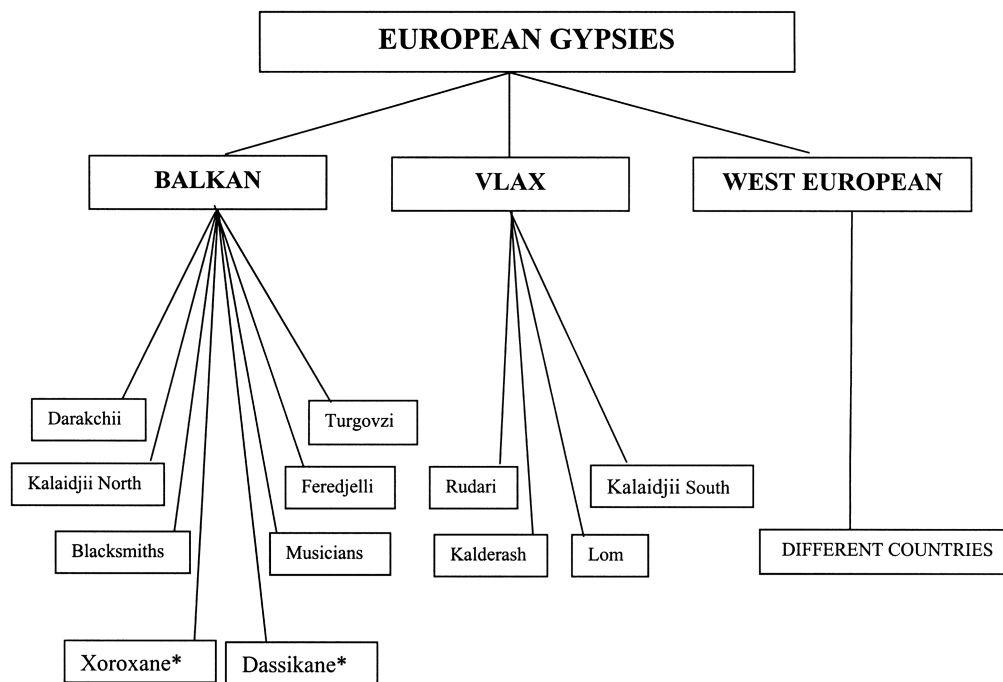 EUROPEAN GYPSIES
BALKAN
VLAX
WEST EUROPEAN
Darakchii
Turgovzi
Kalaidjii North
Feredjelli
Rudari
Kalaidjii South
Blacksmiths
Musicians
Kalderash
Lom
DIFFERENT COUNTRIES
Xoroxane*
Dassikane*